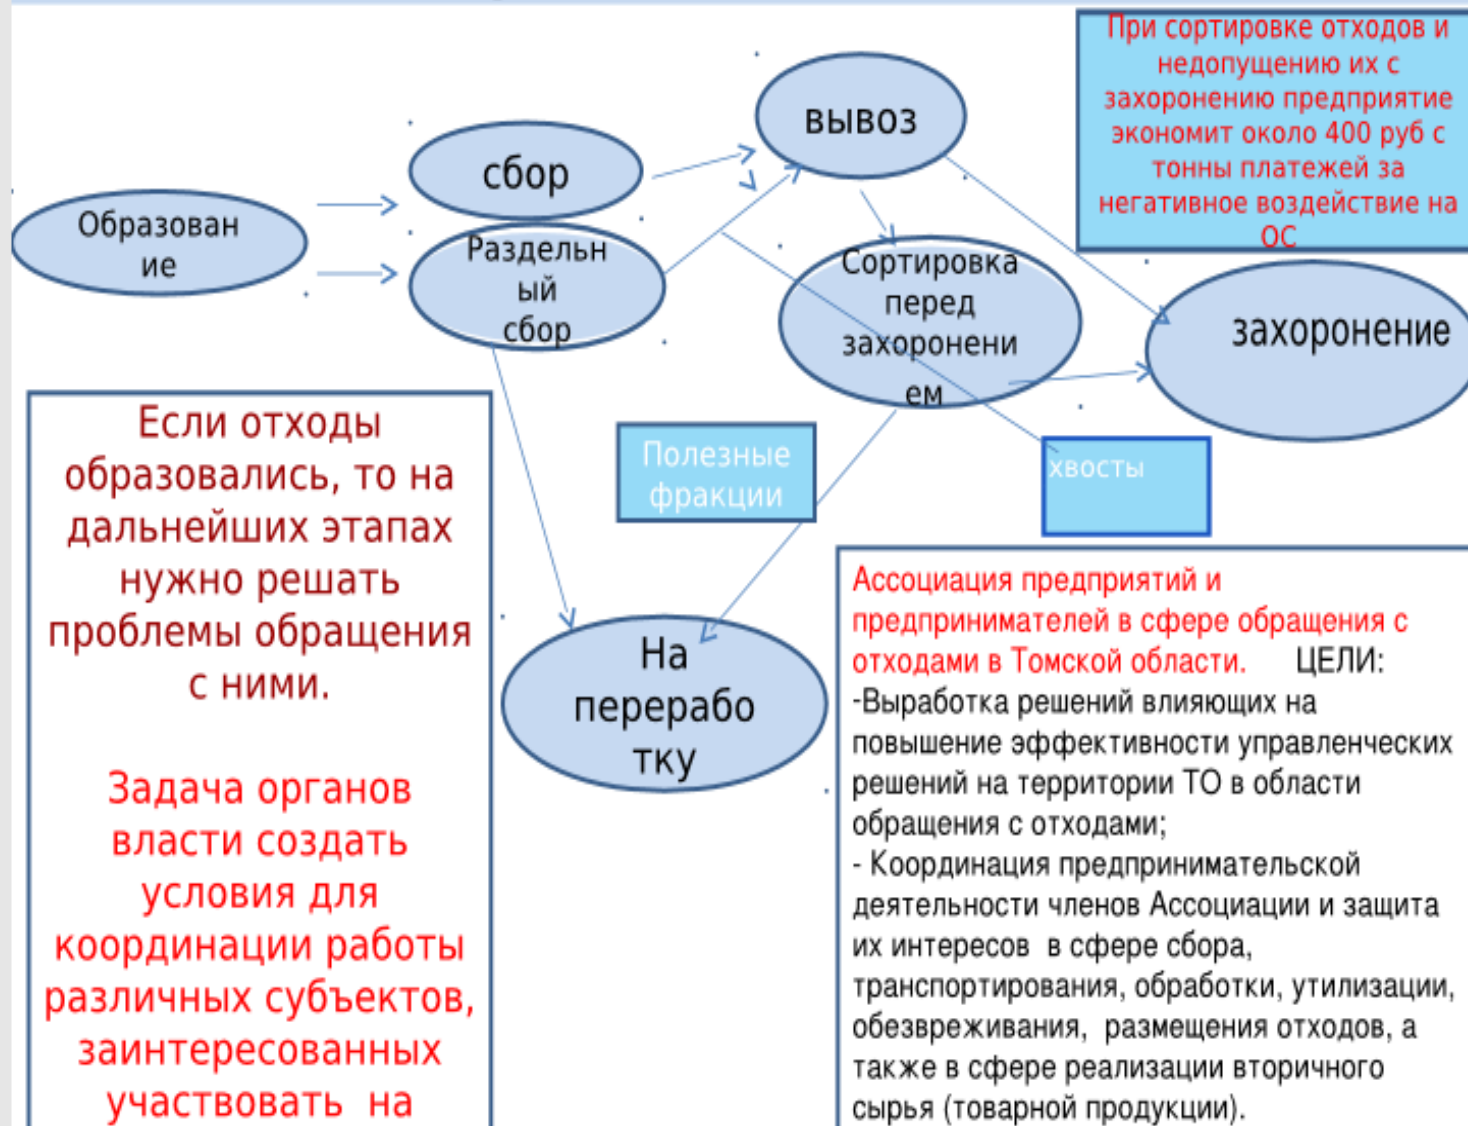 При сортировке отходов и
недопущению их с
захоронению предприятие
экономит около 400 руб с
тонны платежей за
негативное воздействие на
ОС
вывоз
сбор
Образован
ие
Раздельн
ый
сбор
Сортировка
перед
захоронени
ем
захоронение
Полезные
фракции
хвосты
На
перерабо
тку
Если отходы
образовались, то на
дальнейших этапах
нужно решать
проблемы обращения
с ними.
Задача органов
власти создать
условия для
координации работы
различных субъектов,
заинтересованных
участвовать на
Ассоциация предприятий и
предпринимателей в сфере обращения с
отходами в Томской области. ЦЕЛИ:
-Выработка решений влияющих на
повышение эффективности управленческих
решений на территории ТО в области
обращения с отходами;
- Координация предпринимательской
деятельности членов Ассоциации и защита
их интересов в сфере сбора,
транспортирования, обработки, утилизации,
обезвреживания, размещения отходов, а
также в сфере реализации вторичного
сырья (товарной продукции).